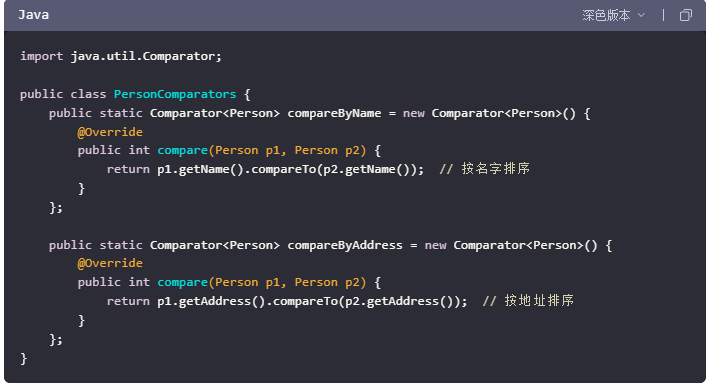 Java 深色版本
import java.util.Comparator;
public class PersonComparators {
    public static Comparator<Person> compareByName = new Comparator<Person>() {
        @Override
        public int compare(Person p1, Person p2) {
            return p1.getName().compareTo(p2.getName());  // 按名字排序
        }
    };
    public static Comparator<Person> compareByAddress = new Comparator<Person>() {
        @Override
        public int compare(Person p1, Person p2) {
            return p1.getAddress().compareTo(p2.getAddress());  // 按地址排序
        }
    };
}